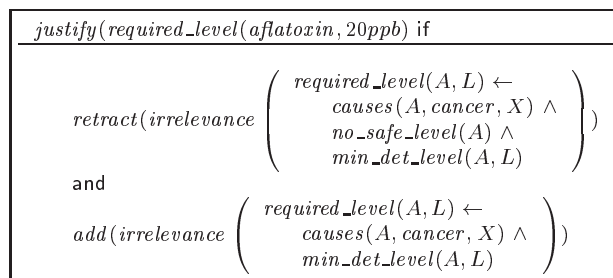 justify(required_level(aflatoxin, 20ppb) if
required_level(A, L) ←
causes(A, cancer, X) ∧
retract(irrelevance ( no_safe_level(A) ∧ ))
min_det_level(A, L)
and
required_level(A, L) ←
add(irrelevance ( causes(A, cancer, X) ∧ ))
min_det_level(A, L)